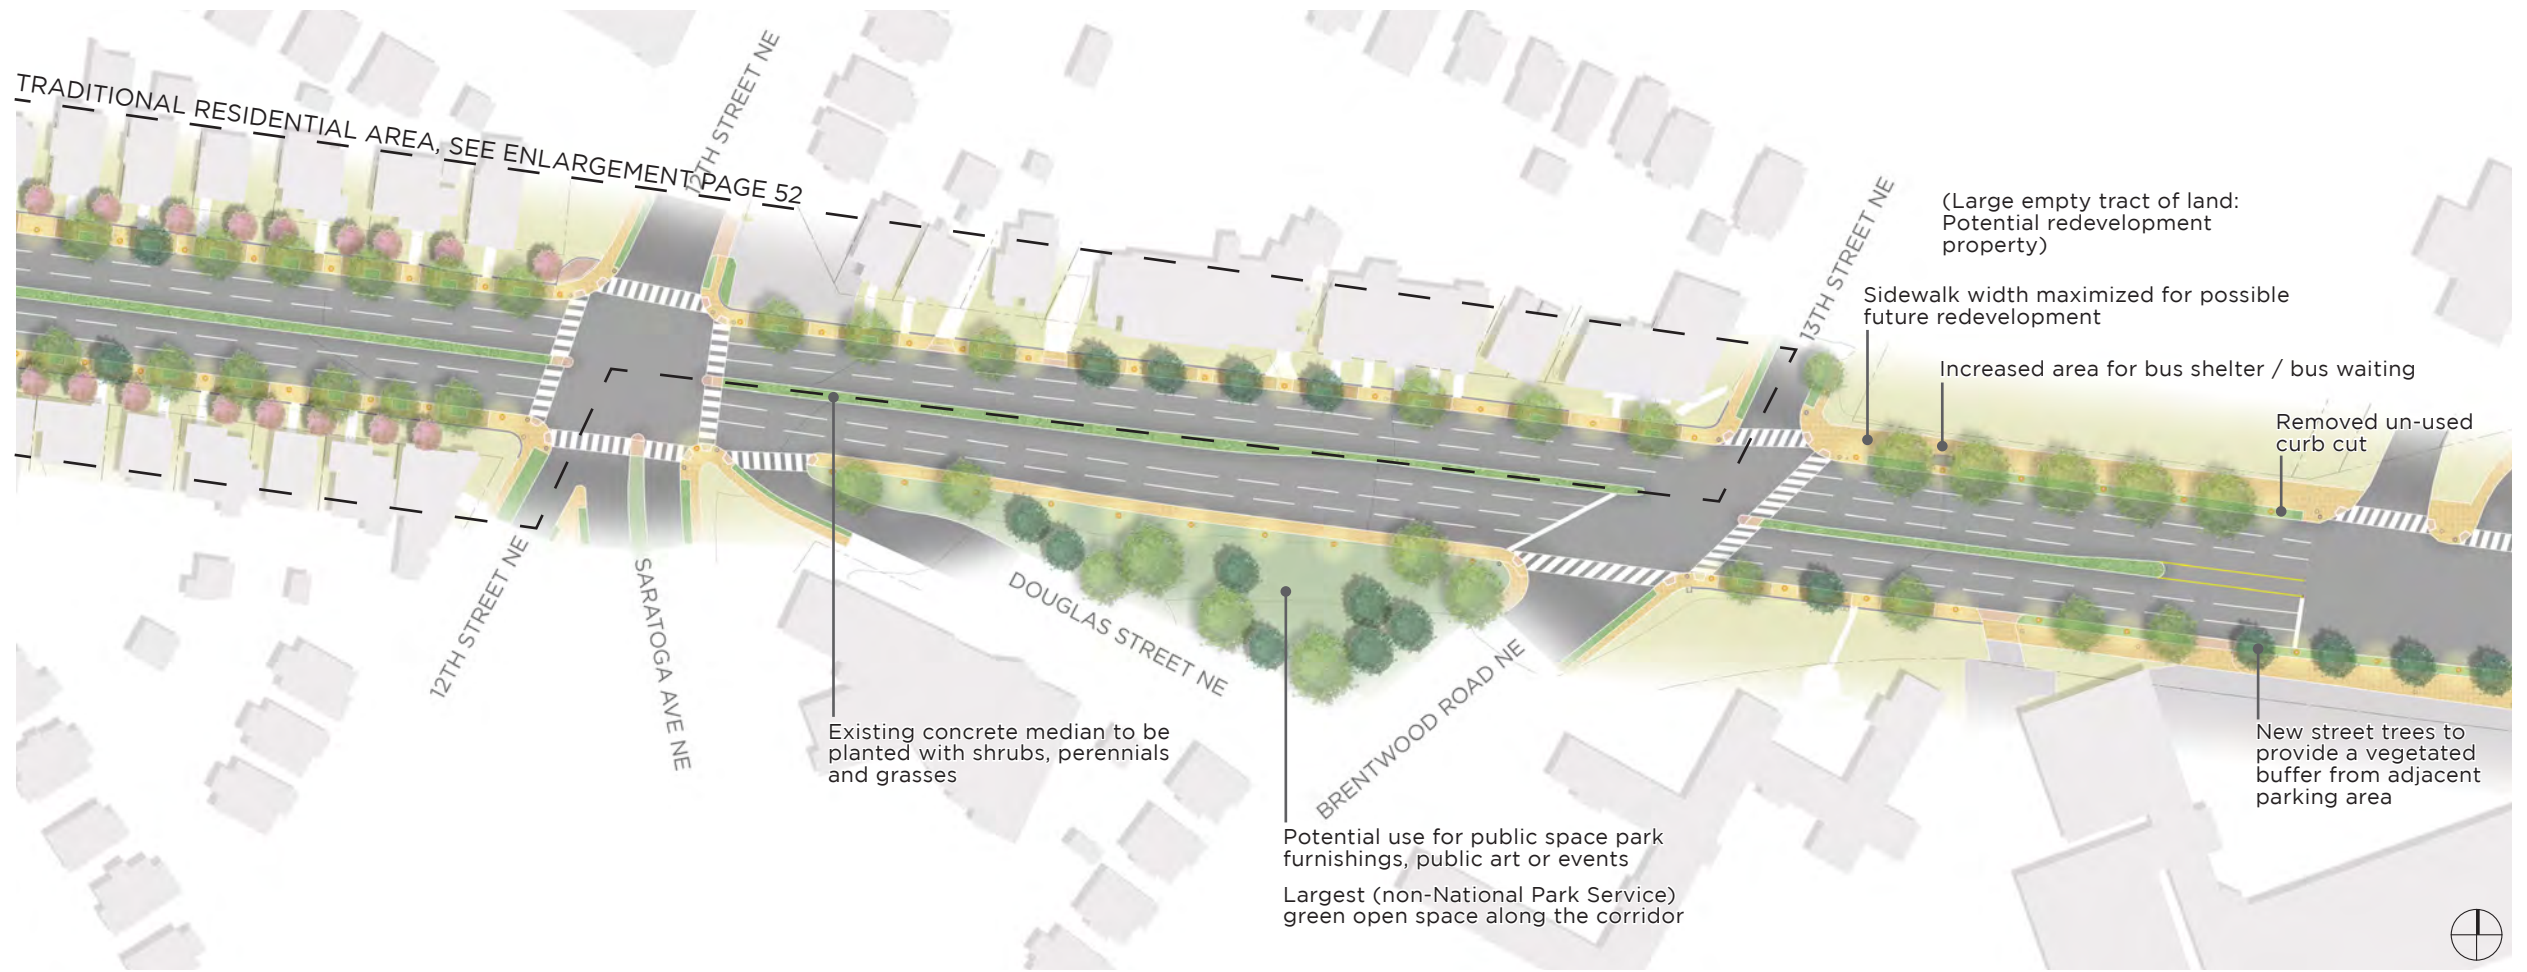 TRADITIONAL RESIDENTIAL AREA, SEE ENLARGEMENT PAGE 52
12TH STREET NE
13TH STREET NE
(Large empty tract of land:
Potential redevelopment
property)
Sidewalk width maximized for possible
future redevelopment
Increased area for bus shelter / bus waiting
Removed un-used
curb cut
12TH STREET NE
SARATOGA AVE NE
DOUGLAS STREET NE
BRENTWOOD ROAD NE
Existing concrete median to be
planted with shrubs, perennials
and grasses
Potential use for public space park
furnishings, public art or events
Largest (non-National Park Service)
green open space along the corridor
New street trees to
provide a vegetated
buffer from adjacent
parking area